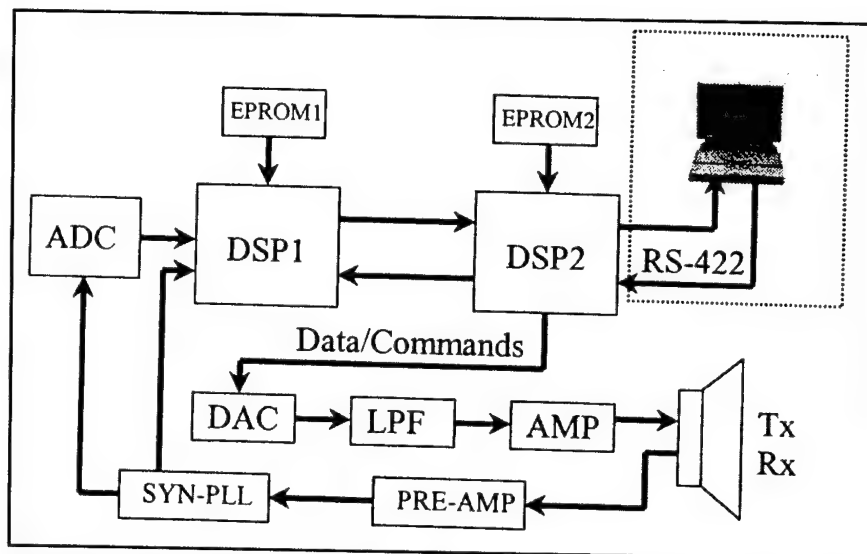 EPROM1
EPROM2
ADC
DSP1
DSP2
RS-422
Data/Commands
DAC
LPF
AMP
Tx
Rx
SYN-PLL
PRE-AMP